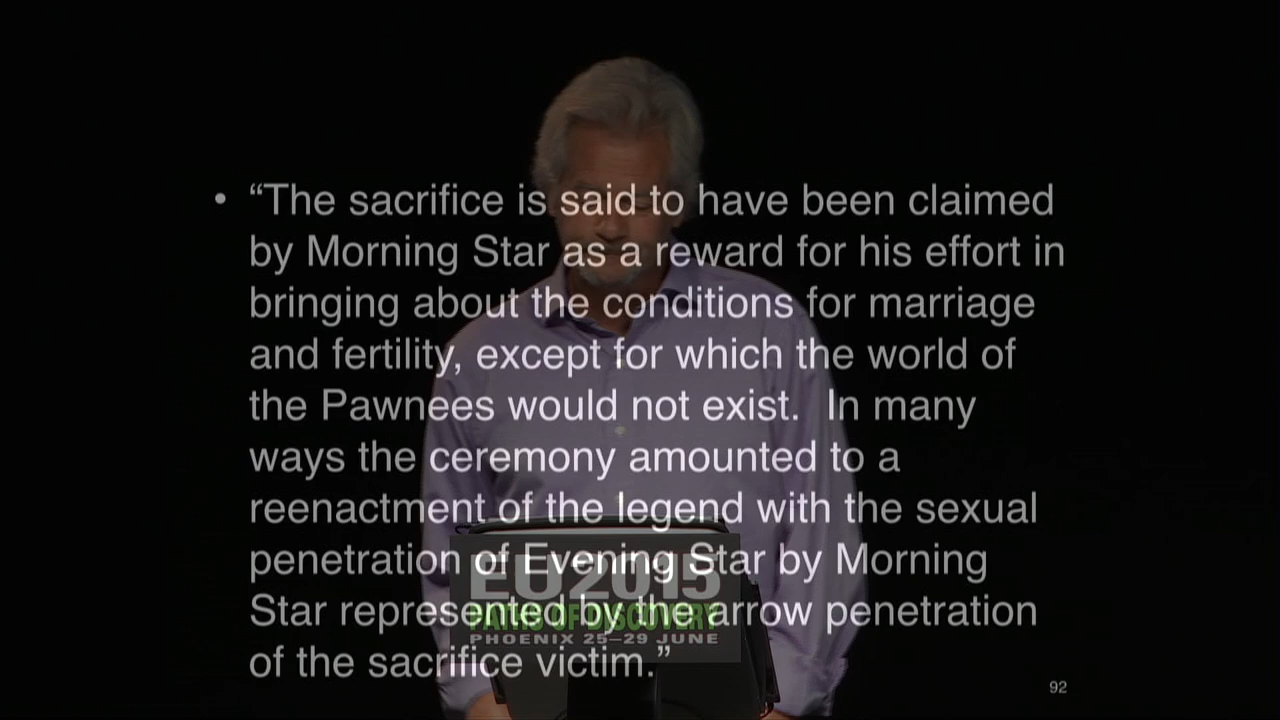 • “The sacrifice is said to have been claimed
by Morning Star as a reward for his effort in
bringing about the conditions for marriage
and fertility, except for which the world of
the Pawnees would not exist.  In many
ways the ceremony amounted to a
reenactment of the legend with the sexual
penetration of Evening Star by Morning
Star represented by the arrow penetration
of the sacrifice victim.”
EU2015
PATHS OF DISCOVERY
PHOENIX 25–29 JUNE
92